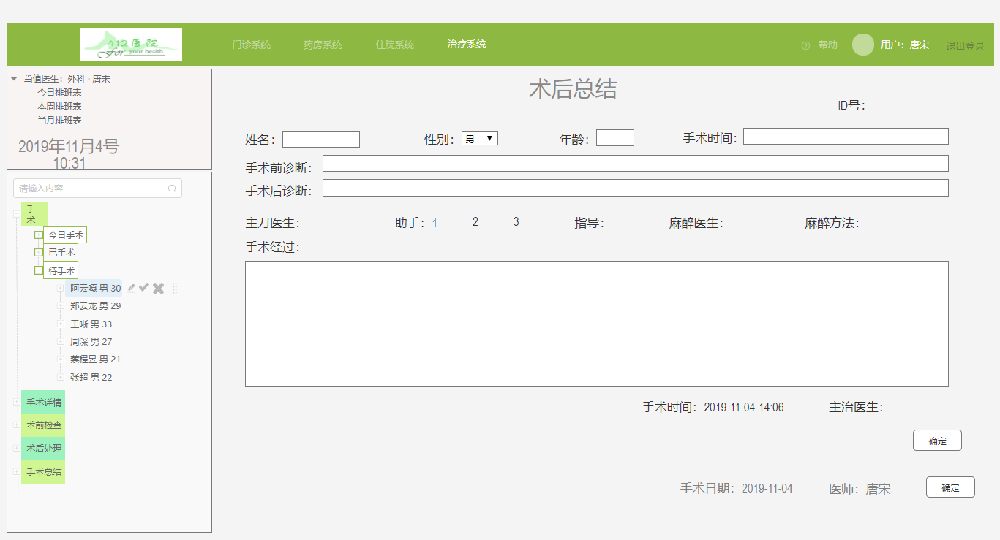 412医院
For your health
门诊系统 药房系统 住院系统 治疗系统 帮助 用户：唐宋 退出登录
当值医生：外科 · 唐宋
今日排班表
本周排班表
当月排班表
2019年11月4号
10:31
请输入内容
手
术
今日手术
已手术
待手术
阿云嘎 男 30
郑云龙 男 29
王晰 男 33
周深 男 27
蔡程昱 男 21
张超 男 22
手术详情
术前检查
术后处理
手术总结
术后总结
ID号：
姓名： 性别： 男 年龄： 手术时间：
手术前诊断：
手术后诊断：
主刀医生： 助手：1 2 3 指导： 麻醉医生： 麻醉方法：
手术经过：
手术时间：2019-11-04-14:06 主治医生：
确定
手术日期：2019-11-04 医师：唐宋 确定